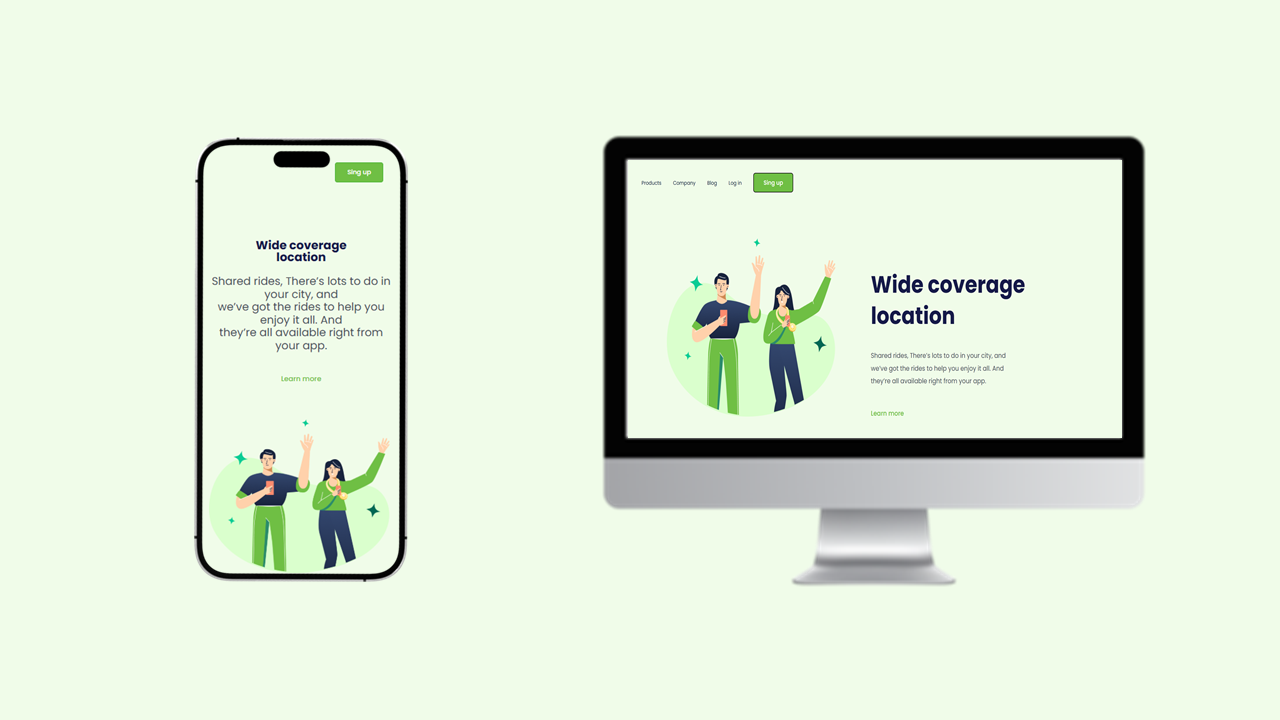 Sing up
Wide coverage
location
Shared rides, There's lots to do in
your city, and
we've got the rides to help you
enjoy it all. And
they're all available right from
your app.
Learn more
Products Company Blog Log in Sing up
Wide coverage
location
Shared rides, There's lots to do in your city, and
we've got the rides to help you enjoy it all. And
they're all available right from your app.
Learn more